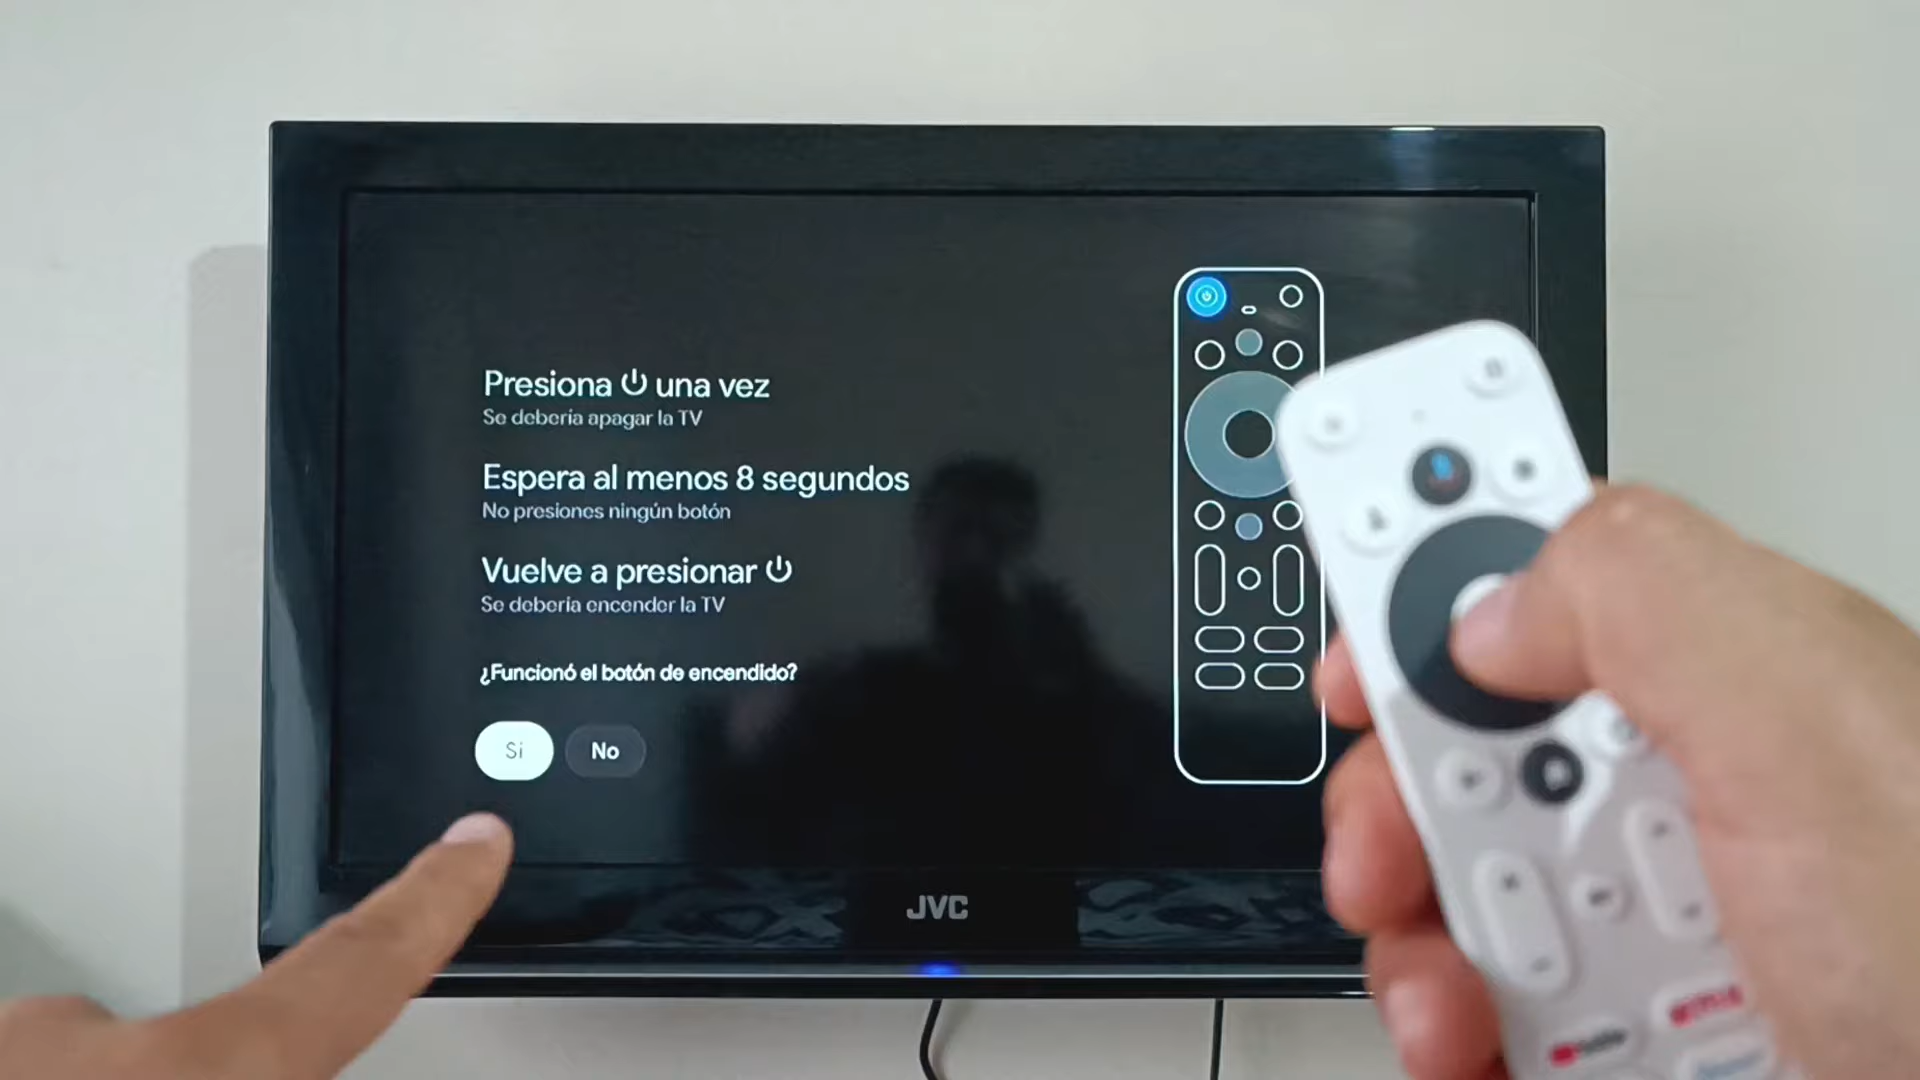 Presiona una vez
Se debería apagar la TV
Espera al menos 8 segundos
No presiones ningún botón
Vuelve a presionar
Se debería encender la TV
¿Funcionó el botón de encendido?
Sí
No
JVC
NETFLIX